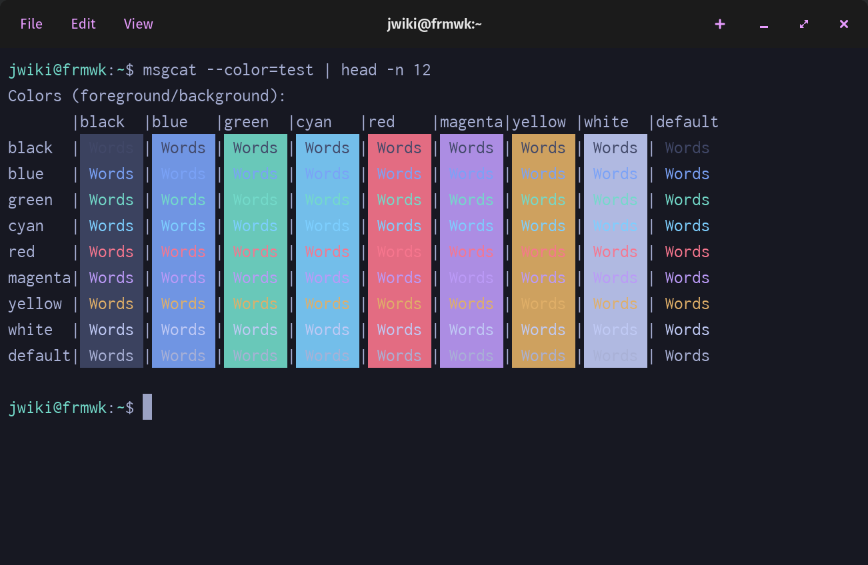 File Edit View jwiki@frmwk:~
jwiki@frmwk:~$ msgcat --color=test | head -n 12
Colors (foreground/background):
       |black  |blue   |green  |cyan   |red    |magenta|yellow |white  |default
black  | Words | Words | Words | Words | Words | Words | Words | Words | Words
blue   | Words | Words | Words | Words | Words | Words | Words | Words | Words
green  | Words | Words | Words | Words | Words | Words | Words | Words | Words
cyan   | Words | Words | Words | Words | Words | Words | Words | Words | Words
red    | Words | Words | Words | Words | Words | Words | Words | Words | Words
magenta| Words | Words | Words | Words | Words | Words | Words | Words | Words
yellow | Words | Words | Words | Words | Words | Words | Words | Words | Words
white  | Words | Words | Words | Words | Words | Words | Words | Words | Words
default| Words | Words | Words | Words | Words | Words | Words | Words | Words
jwiki@frmwk:~$